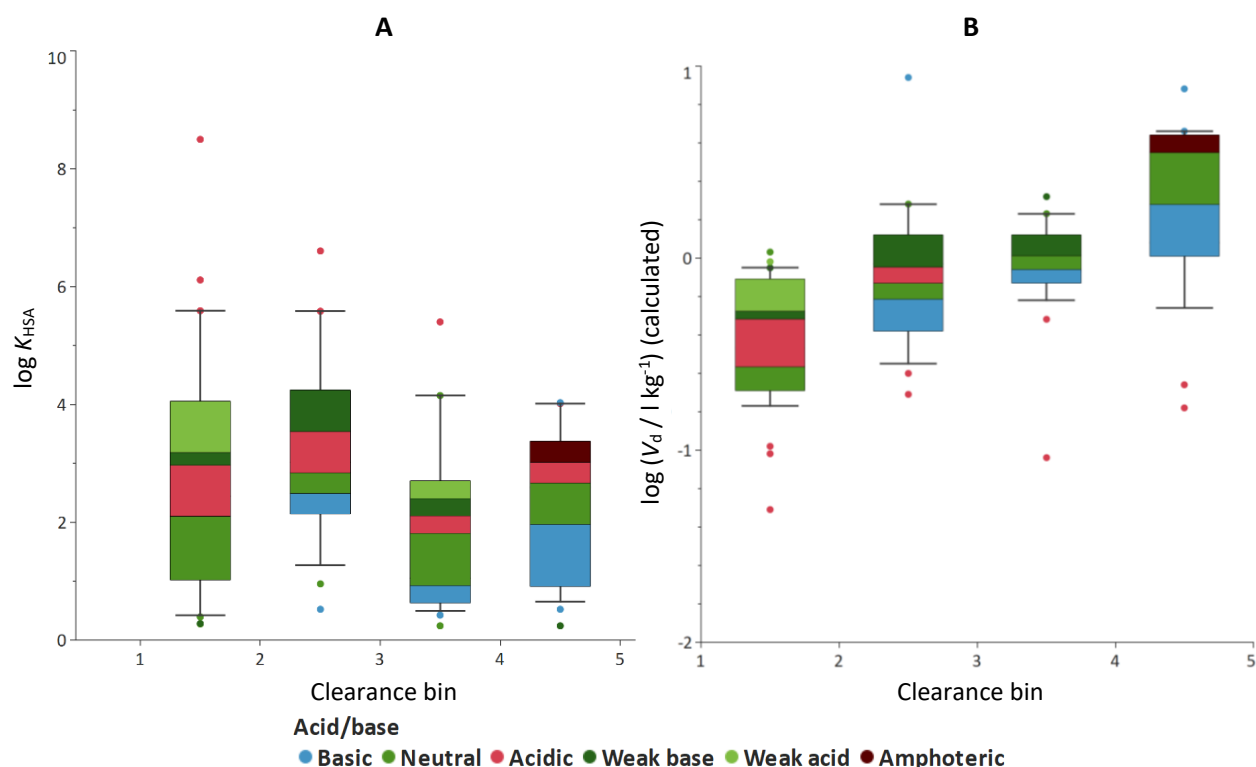 A
B
10
8
6
4
2
0
log K_HSA
1
2
3
4
5
Clearance bin
1
0
-1
-2
log (V_d / l kg⁻¹) (calculated)
1
2
3
4
5
Clearance bin
Acid/base
Basic Neutral Acidic Weak base Weak acid Amphoteric